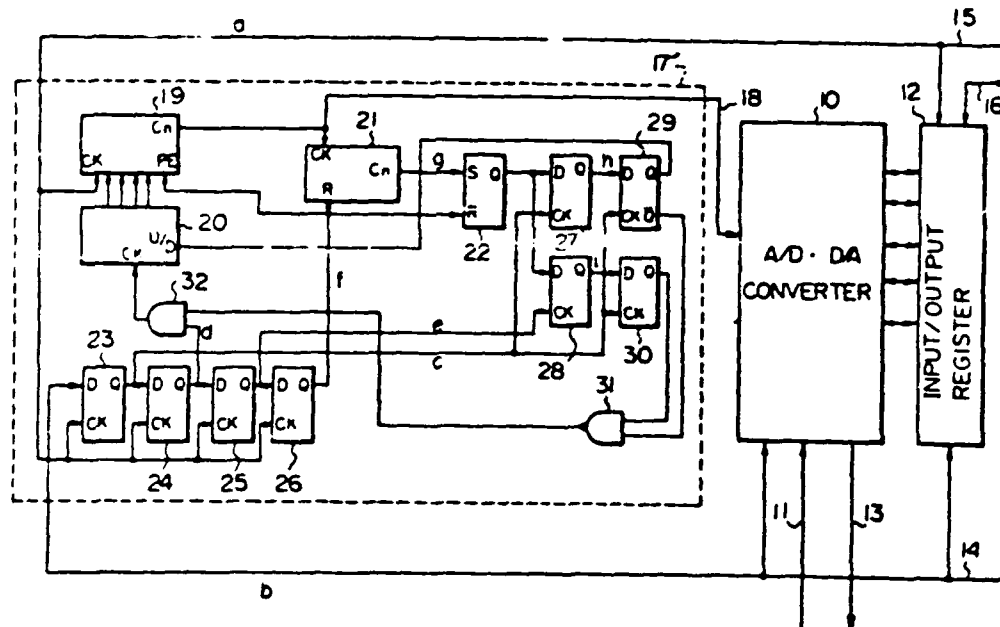 a
15
17
18
10
12
16
19
Cn
CK
PE
21
CK
Cn
R
g
S
Q
R
22
D
Q
CK
27
h
29
D
Q
CK
Q
20
U/D
CK
f
A/D · DA
CONVERTER
INPUT/OUTPUT
REGISTER
32
d
e
c
D
Q
CK
28
i
D
Q
CK
30
23
D
Q
CK
D
Q
CK
24
D
Q
CK
25
D
Q
CK
26
31
11
13
14
b